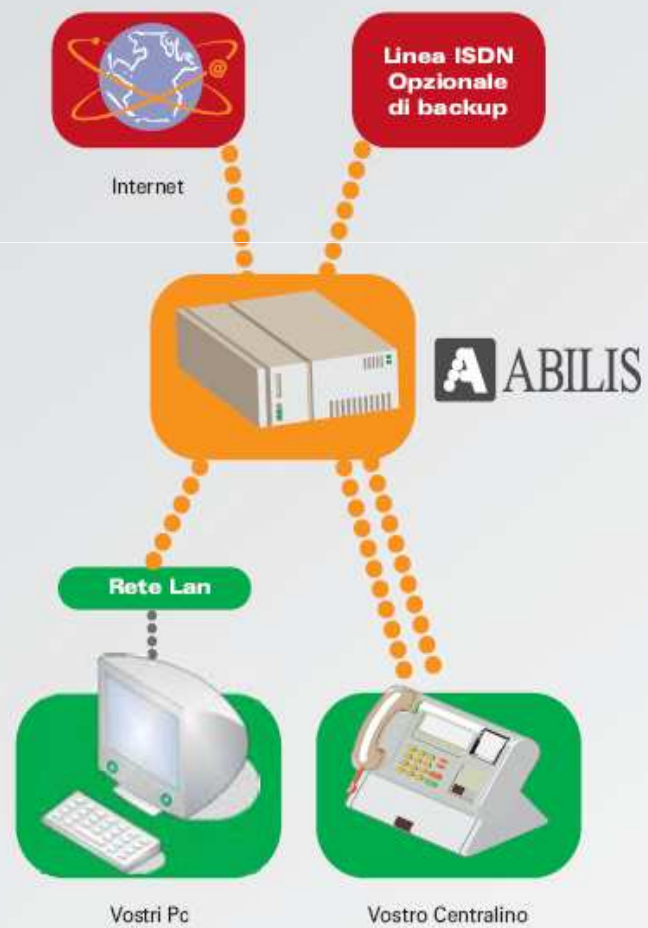 @
Linea ISDN
Opzionale
di backup
Internet
A ABILIS
Rete Lan
Vostri Pc
Vostro Centralino